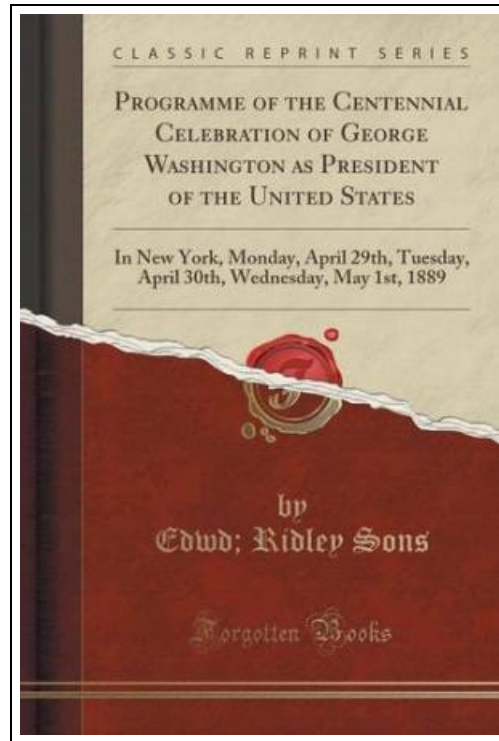 CLASSIC REPRINT SERIES
PROGRAMME OF THE CENTENNIAL
CELEBRATION OF GEORGE
WASHINGTON AS PRESIDENT
OF THE UNITED STATES
In New York, Monday, April 29th, Tuesday,
April 30th, Wednesday, May 1st, 1889
by
Edwd; Ridley Sons
Forgotten Books